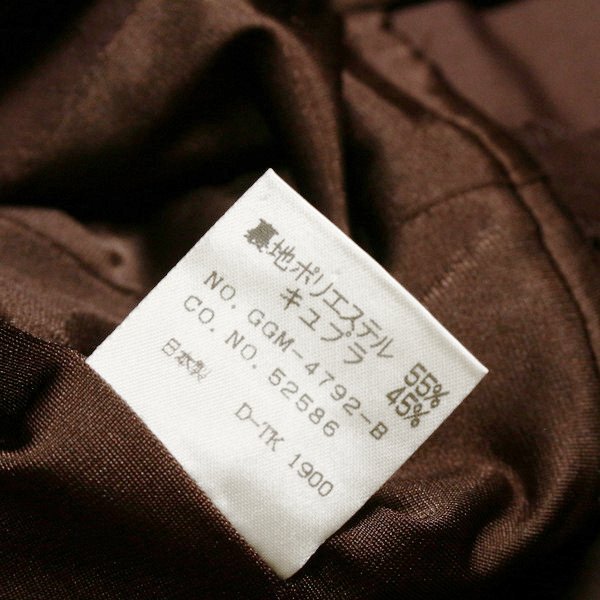 裏地ポリエステル 55%
キュプラ 45%
NO. GGM-4792-B
CO. NO. 52586
日本製
D-TK 1900